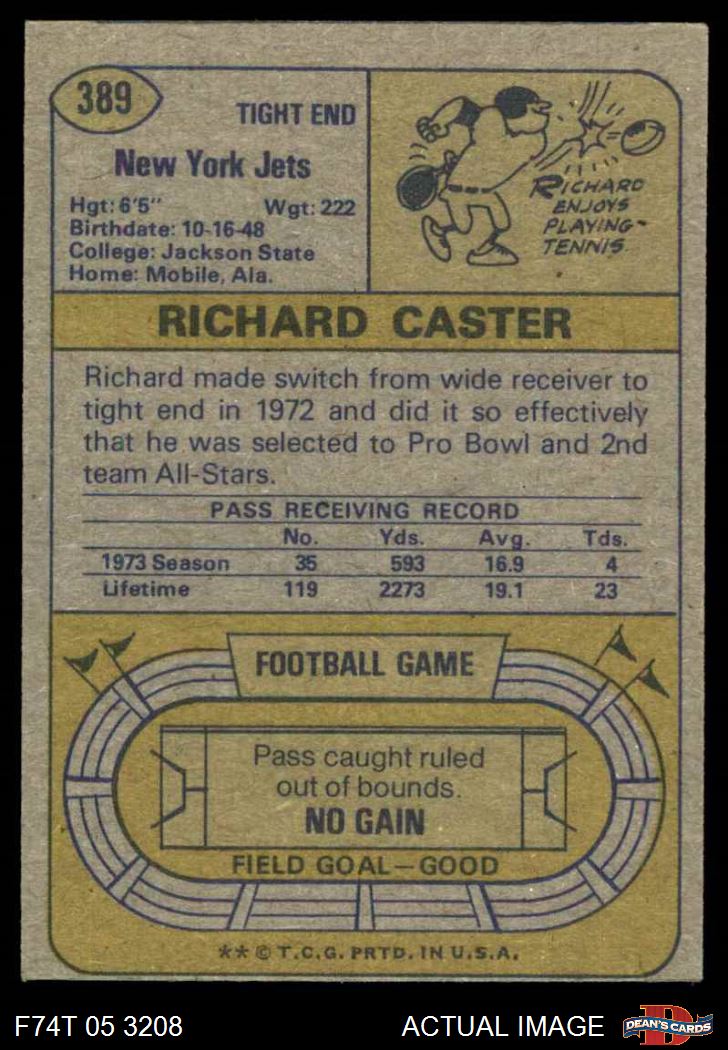 389
TIGHT END
New York Jets
Hgt: 6'5" Wgt: 222
Birthdate: 10-16-48
College: Jackson State
Home: Mobile, Ala.
RICHARD
ENJOYS
PLAYING-
TENNIS.
RICHARD CASTER
Richard made switch from wide receiver to
tight end in 1972 and did it so effectively
that he was selected to Pro Bowl and 2nd
team All-Stars.
PASS RECEIVING RECORD
No. Yds. Avg. Tds.
1973 Season 35 593 16.9 4
Lifetime 119 2273 19.1 23
FOOTBALL GAME
Pass caught ruled
out of bounds.
NO GAIN
FIELD GOAL—GOOD
** © T.C.G. PRTD. IN U.S.A.
F74T 05 3208 ACTUAL IMAGE
D
DEAN'S CARDS